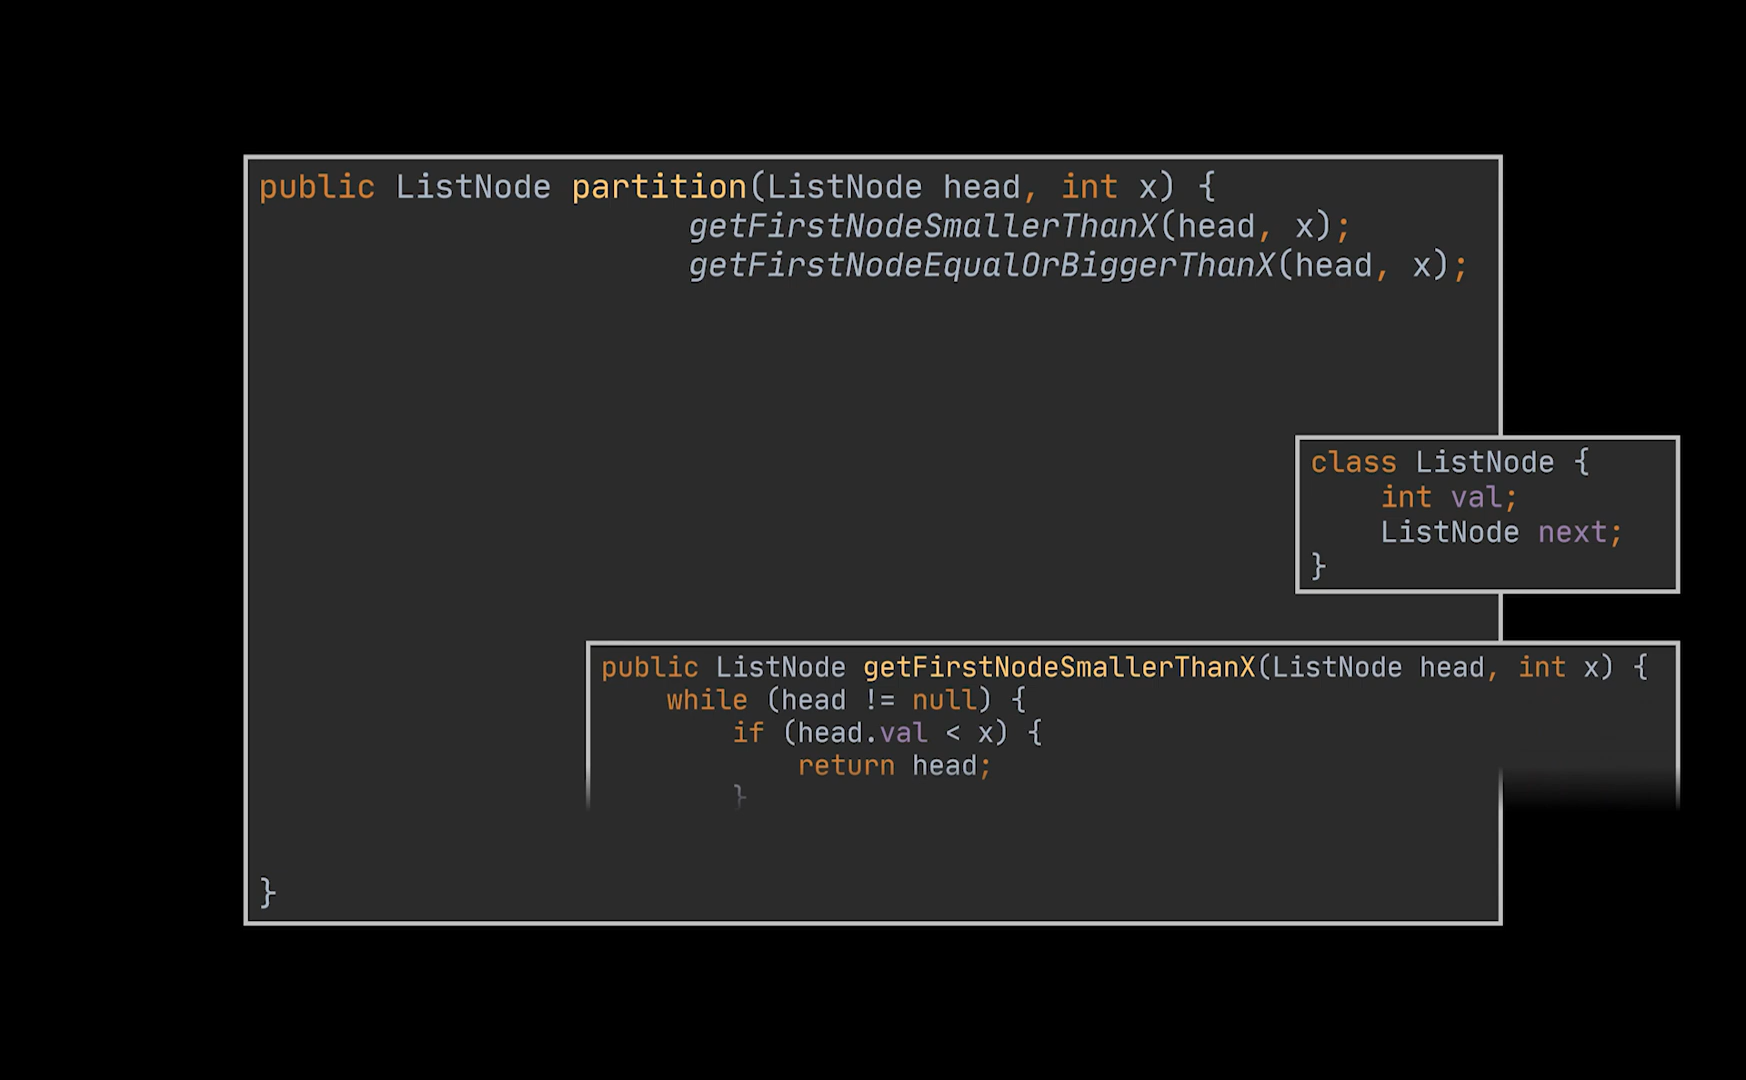 public ListNode partition(ListNode head, int x) {
getFirstNodeSmallerThanX(head, x);
getFirstNodeEqualOrBiggerThanX(head, x);
class ListNode {
int val;
ListNode next;
}
public ListNode getFirstNodeSmallerThanX(ListNode head, int x) {
while (head != null) {
if (head.val < x) {
return head;
}
}